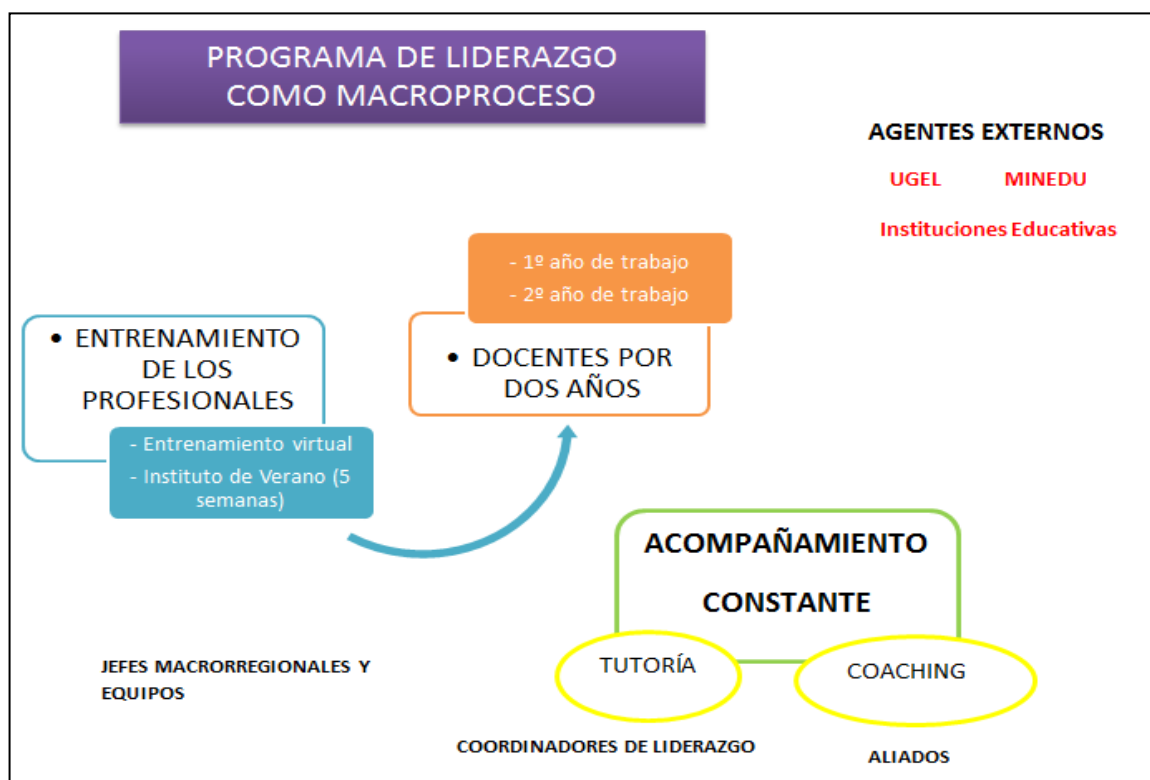 PROGRAMA DE LIDERAZGO
COMO MACROPROCESO
AGENTES EXTERNOS
UGEL MINEDU
Instituciones Educativas
- 1º año de trabajo
- 2º año de trabajo
• DOCENTES POR
DOS AÑOS
• ENTRENAMIENTO
DE LOS
PROFESIONALES
- Entrenamiento virtual
- Instituto de Verano (5
semanas)
ACOMPAÑAMIENTO
CONSTANTE
TUTORÍA
COACHING
JEFES MACRORREGIONALES Y
EQUIPOS
COORDINADORES DE LIDERAZGO
ALIADOS